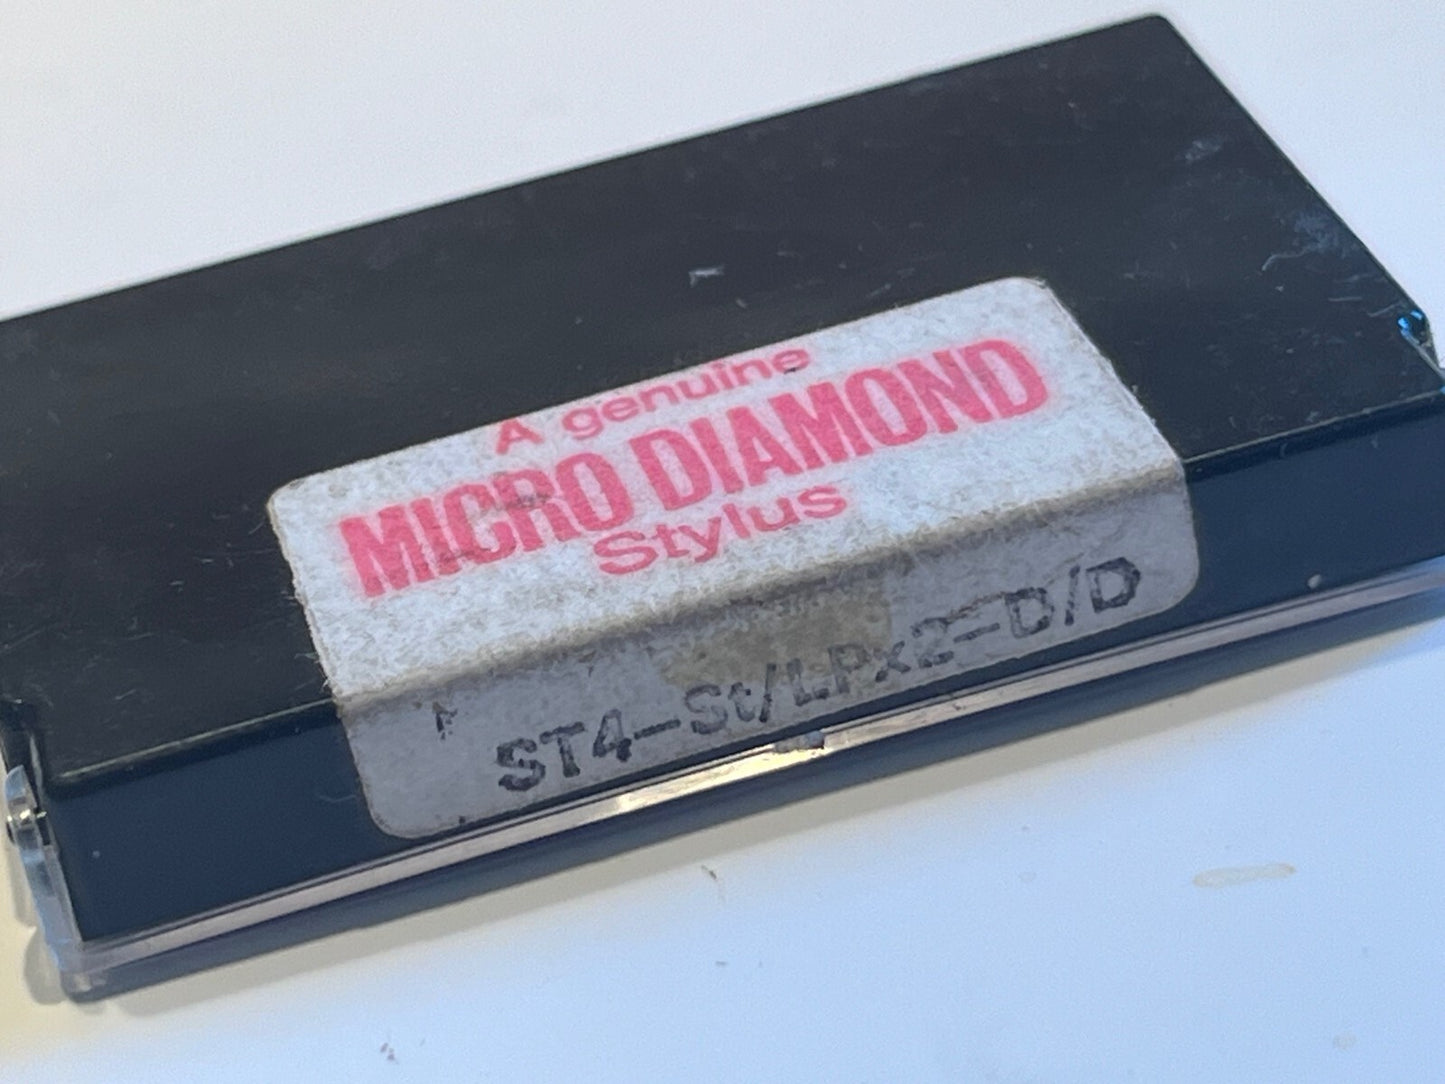 A genuine
MICRO DIAMOND
Stylus
ST4-St/LPx2-D/D